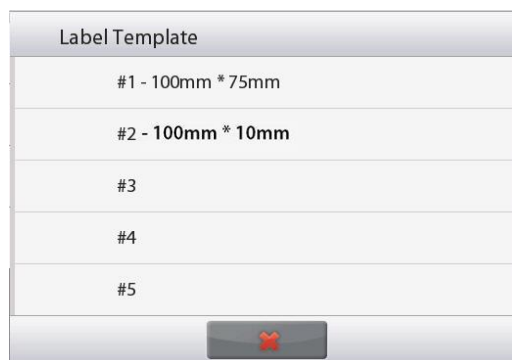 Label Template
#1 - 100mm * 75mm
#2 - 100mm * 10mm
#3
#4
#5